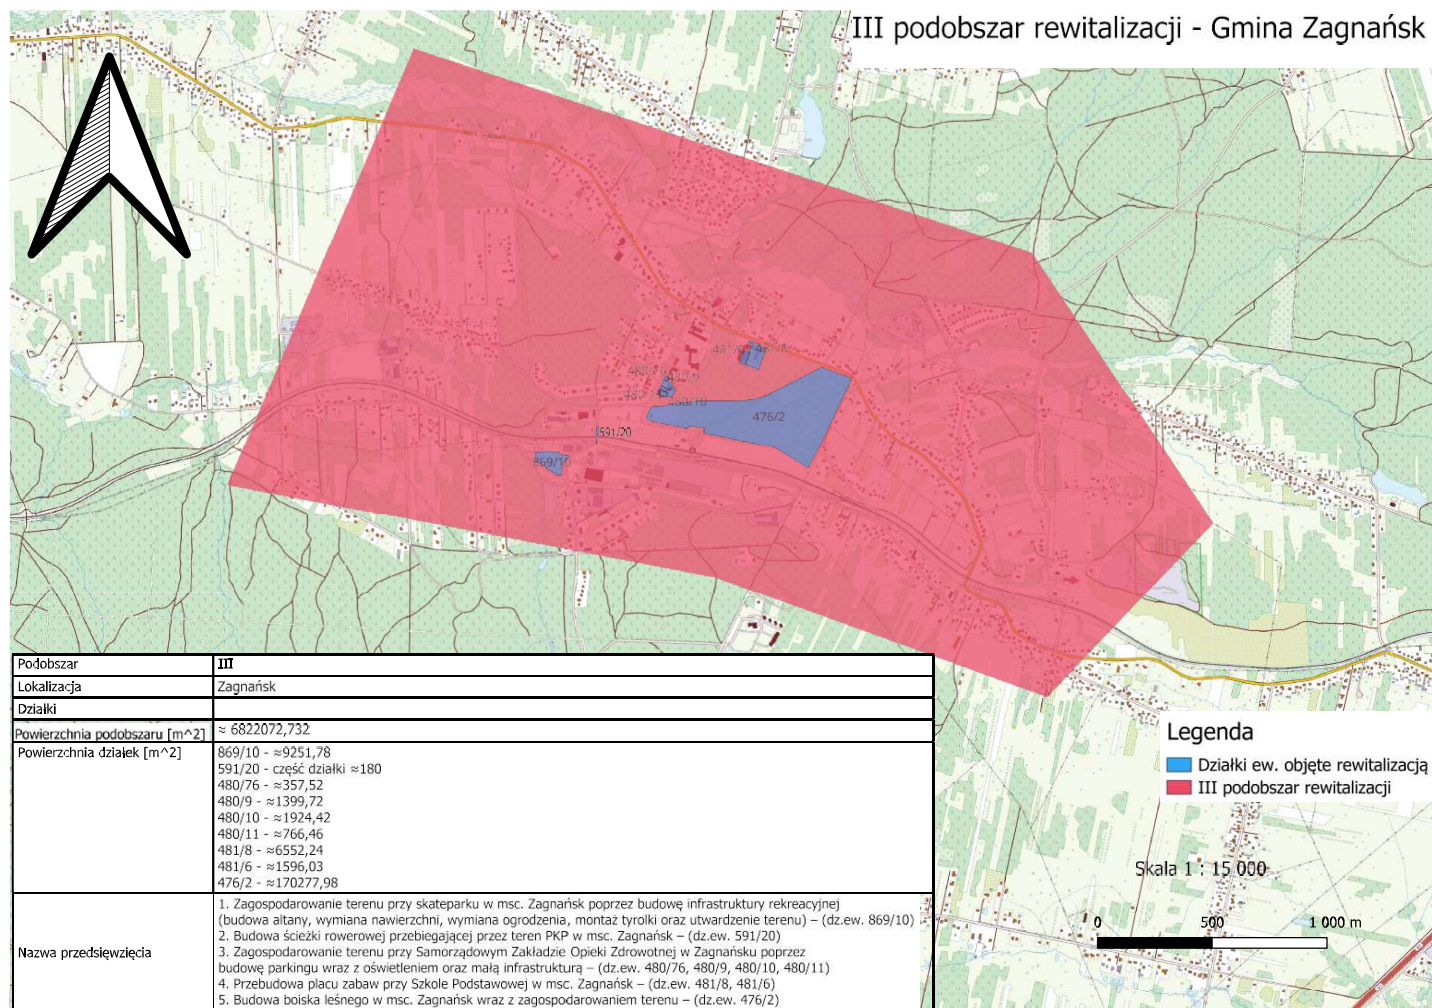 III podobszar rewitalizacji - Gmina Zagnańsk
481/6 481/8
480/76
480/9
480/11
480/10
476/2
591/20
869/10
Podobszar III
Lokalizacja Zagnańsk
Działki
Powierzchnia podobszaru [m^2] ≈ 6822072,732
Powierzchnia działek [m^2] 869/10 - ≈9251,78
591/20 - część działki ≈180
480/76 - ≈357,52
480/9 - ≈1399,72
480/10 - ≈1924,42
480/11 - ≈766,46
481/8 - ≈6552,24
481/6 - ≈1596,03
476/2 - ≈170277,98
Nazwa przedsięwzięcia
1. Zagospodarowanie terenu przy skateparku w msc. Zagnańsk poprzez budowę infrastruktury rekreacyjnej
(budowa altany, wymiana nawierzchni, wymiana ogrodzenia, montaż tyrolki oraz utwardzenie terenu) – (dz.ew. 869/10)
2. Budowa ścieżki rowerowej przebiegającej przez teren PKP w msc. Zagnańsk – (dz.ew. 591/20)
3. Zagospodarowanie terenu przy Samorządowym Zakładzie Opieki Zdrowotnej w Zagnańsku poprzez
budowę parkingu wraz z oświetleniem oraz małą infrastrukturą – (dz.ew. 480/76, 480/9, 480/10, 480/11)
4. Przebudowa placu zabaw przy Szkole Podstawowej w msc. Zagnańsk – (dz.ew. 481/8, 481/6)
5. Budowa boiska leśnego w msc. Zagnańsk wraz z zagospodarowaniem terenu – (dz.ew. 476/2)
Legenda
Działki ew. objęte rewitalizacją
III podobszar rewitalizacji
Skala 1 : 15 000
0 500 1 000 m